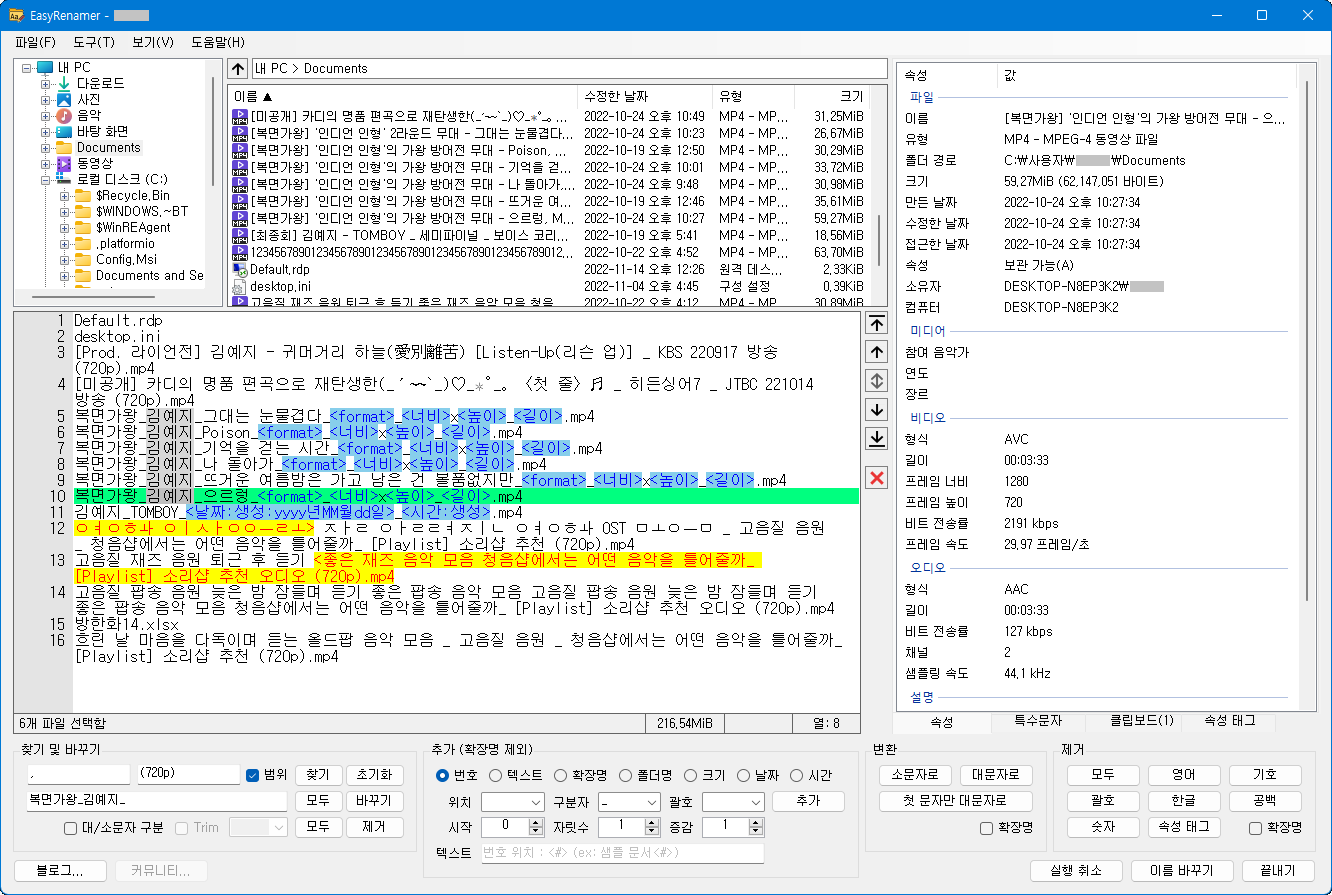 EasyRenamer -
파일(F) 도구(T) 보기(V) 도움말(H)
내 PC
다운로드
사진
음악
바탕 화면
Documents
동영상
로컬 디스크 (C:)
$Recycle.Bin
$WINDOWS.~BT
$WinREAgent
.platformio
Config.Msi
Documents and Se
내 PC > Documents
이름 ▲ 수정한 날짜 유형 크기
[미공개] 카디의 명품 편곡으로 재탄생한(_´~~`_)♡_*°_。 ... 2022-10-24 오후 10:49 MP4 - MP... 31,25MiB
[복면가왕] '인디언 인형' 2라운드 무대 - 그대는 눈물겹다... 2022-10-24 오후 10:23 MP4 - MP... 26,67MiB
[복면가왕] '인디언 인형'의 가왕 방어전 무대 - Poison, ... 2022-10-19 오후 12:50 MP4 - MP... 30,29MiB
[복면가왕] '인디언 인형'의 가왕 방어전 무대 - 기억을 걷... 2022-10-24 오후 10:01 MP4 - MP... 33,72MiB
[복면가왕] '인디언 인형'의 가왕 방어전 무대 - 나 돌아가... 2022-10-24 오후 9:48 MP4 - MP... 30,98MiB
[복면가왕] '인디언 인형'의 가왕 방어전 무대 - 뜨거운 여... 2022-10-19 오후 12:46 MP4 - MP... 35,61MiB
[복면가왕] '인디언 인형'의 가왕 방어전 무대 - 으르렁, M... 2022-10-24 오후 10:27 MP4 - MP... 59,27MiB
[최종회] 김예지 - TOMBOY _ 세미파이널 _ 보이스 코리... 2022-10-19 오후 5:41 MP4 - MP... 18,56MiB
1234567890123456789012345678901234567890123456789012... 2022-10-22 오후 4:52 MP4 - MP... 63,70MiB
Default.rdp 2022-11-14 오후 12:26 원격 데스... 2,33KiB
desktop.ini 2022-11-04 오후 4:45 구성 설정 0,39KiB
고음질 재즈 음원 퇴근 후 듣기 좋은 재즈 음악 모음 청음... 2022-10-22 오후 4:12 MP4 - MP... 30,89MiB
1 Default.rdp
2 desktop.ini
3 [Prod. 라이언전] 김예지 - 귀머거리 하늘(愛別離苦) [Listen-Up(리슨 업)] _ KBS 220917 방송
(720p).mp4
4 [미공개] 카디의 명품 편곡으로 재탄생한(_´~~`_)♡_*°_。〈첫 줄〉♬ _ 히든싱어7 _ JTBC 221014
방송 (720p).mp4
5 복면가왕_김예지_그대는 눈물겹다_<format>_<너비>x<높이>_<길이>.mp4
6 복면가왕_김예지_Poison_<format>_<너비>x<높이>_<길이>.mp4
7 복면가왕_김예지_기억을 걷는 시간_<format>_<너비>x<높이>_<길이>.mp4
8 복면가왕_김예지_나 돌아가_<format>_<너비>x<높이>_<길이>.mp4
9 복면가왕_김예지_뜨거운 여름밤은 가고 남은 건 볼품없지만_<format>_<너비>x<높이>_<길이>.mp4
10 복면가왕_김예지_으르렁_<format>_<너비>x<높이>_<길이>.mp4
11 김예지_TOMBOY_<날짜:생성:yyyy년MM월dd일>_<시간:생성>.mp4
12 ㅇㅕㅇㅎㅘ ㅇㅣㅅㅏㅇㅇㅡㄹㅗ> ㅈㅏㄹ ㅇㅏㄹㄹㅕㅈㅣㄴ ㅇㅕㅇㅎㅘ OST ㅁㅗㅇㅡㅁ _ 고음질 음원
_ 청음샵에서는 어떤 음악을 틀어줄까_ [Playlist] 소리샵 추천 (720p).mp4
13 고음질 재즈 음원 퇴근 후 듣기 <좋은 재즈 음악 모음 청음샵에서는 어떤 음악을 틀어줄까_
[Playlist] 소리샵 추천 오디오 (720p).mp4
14 고음질 팝송 음원 늦은 밤 잠들며 듣기 좋은 팝송 음악 모음 고음질 팝송 음원 늦은 밤 잠들며 듣기
좋은 팝송 음악 모음 청음샵에서는 어떤 음악을 틀어줄까_ [Playlist] 소리샵 추천 오디오 (720p).mp4
15 방한화14.xlsx
16 흐린 날 마음을 다독이며 듣는 올드팝 음악 모음 _ 고음질 음원 _ 청음샵에서는 어떤 음악을 틀어줄까_
[Playlist] 소리샵 추천 (720p).mp4
6개 파일 선택함 216,54MiB 열: 8
속성 값
파일
이름 [복면가왕] '인디언 인형'의 가왕 방어전 무대 - 으...
유형 MP4 - MPEG-4 동영상 파일
폴더 경로 C:₩사용자₩ ₩Documents
크기 59,27MiB (62,147,051 바이트)
만든 날짜 2022-10-24 오후 10:27:34
수정한 날짜 2022-10-24 오후 10:27:34
접근한 날짜 2022-10-24 오후 10:27:34
속성 보관 가능(A)
소유자 DESKTOP-N8EP3K2₩
컴퓨터 DESKTOP-N8EP3K2
미디어
참여 음악가
연도
장르
비디오
형식 AVC
길이 00:03:33
프레임 너비 1280
프레임 높이 720
비트 전송률 2191 kbps
프레임 속도 29,97 프레임/초
오디오
형식 AAC
길이 00:03:33
비트 전송률 127 kbps
채널 2
샘플링 속도 44,1 kHz
설명
속성 특수문자 클립보드(1) 속성 태그
찾기 및 바꾸기
. (720p) 범위 찾기 초기화
복면가왕_김예지_ 모두 바꾸기
대/소문자 구분 Trim 모두 제거
추가 (확장명 제외)
번호 텍스트 확장명 폴더명 크기 날짜 시간
위치 구분자 _ 괄호 추가
시작 0 자릿수 1 증감 1
텍스트 번호 위치 : <#> (ex: 샘플 문서<#>)
변환
소문자로 대문자로
첫 문자만 대문자로
확장명
제거
모두 영어 기호
괄호 한글 공백
숫자 속성 태그 확장명
블로그... 커뮤니티... 실행 취소 이름 바꾸기 끝내기